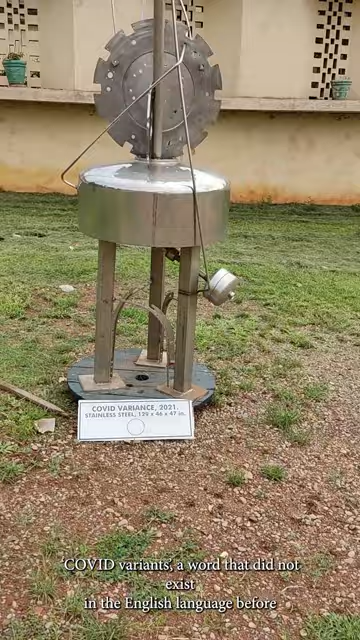 COVID VARIANCE, 2021.
STAINLESS STEEL, 129 x 46 x 47 in.
COVID variants, a word that did not
exist
in the English language before